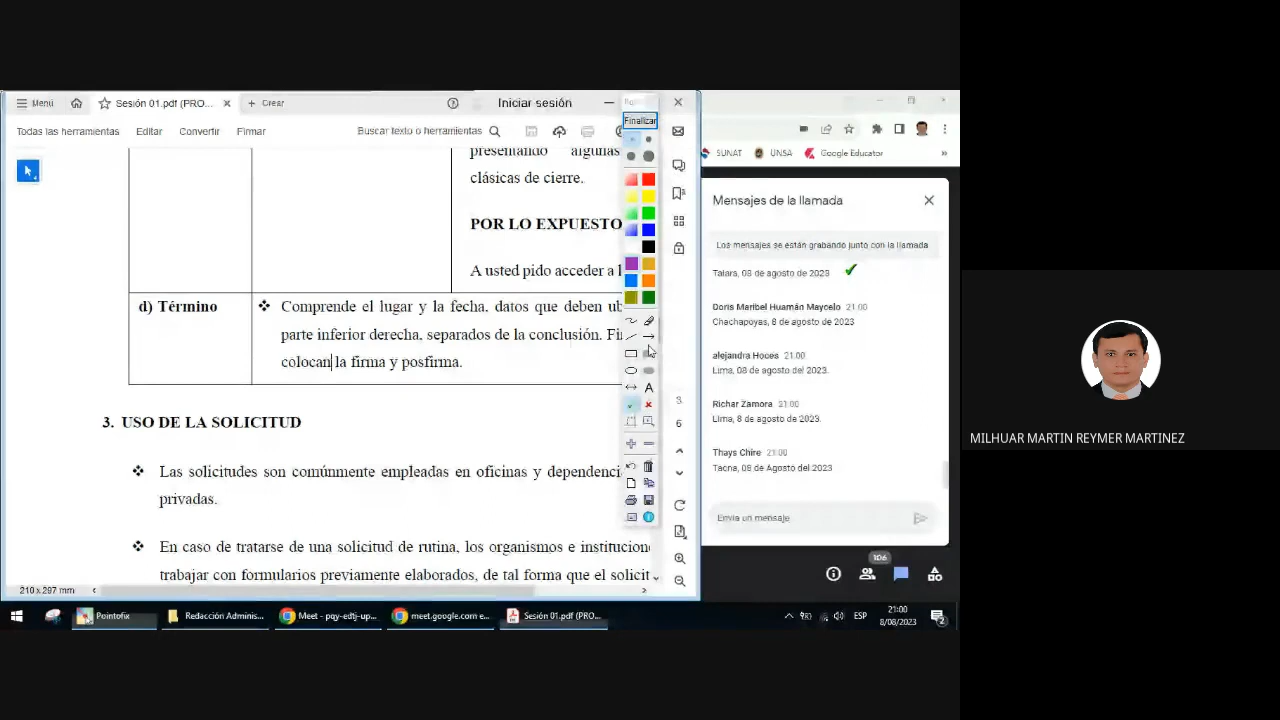 Menú
Sesión 01.pdf (PRO...
Crear
Iniciar sesión
Todas las herramientas
Editar
Convertir
Firmar
Buscar texto o herramientas
presentando algunas
clásicas de cierre.
POR LO EXPUESTO
A usted pido acceder a l
d) Término
Comprende el lugar y la fecha, datos que deben ub
parte inferior derecha, separados de la conclusión. Fi
colocan la firma y posfirma.
3. USO DE LA SOLICITUD
Las solicitudes son comúnmente empleadas en oficinas y dependenci
privadas.
En caso de tratarse de una solicitud de rutina, los organismos e institucion
trabajar con formularios previamente elaborados, de tal forma que el solicit
210 x 297 mm
Finalizar
A
3
6
SUNAT
UNSA
Google Educator
Mensajes de la llamada
Los mensajes se están grabando junto con la llamada
Talara, 08 de agosto de 2023
Doris Maribel Huamán Maycelo 21:00
Chachapoyas, 8 de agosto de 2023
alejandra Hoces 21:00
Lima, 08 de agosto del 2023.
Richar Zamora 21:00
Lima, 8 de agosto de 2023.
Thays Chire 21:00
Tacna, 08 de Agosto del 2023
Envía un mensaje
106
MILHUAR MARTIN REYMER MARTINEZ
Pointofix
Redacción Adminis...
Meet - pqy-edtj-up...
meet.google.com e...
Sesión 01.pdf (PRO...
ESP
21:00
8/08/2023
2